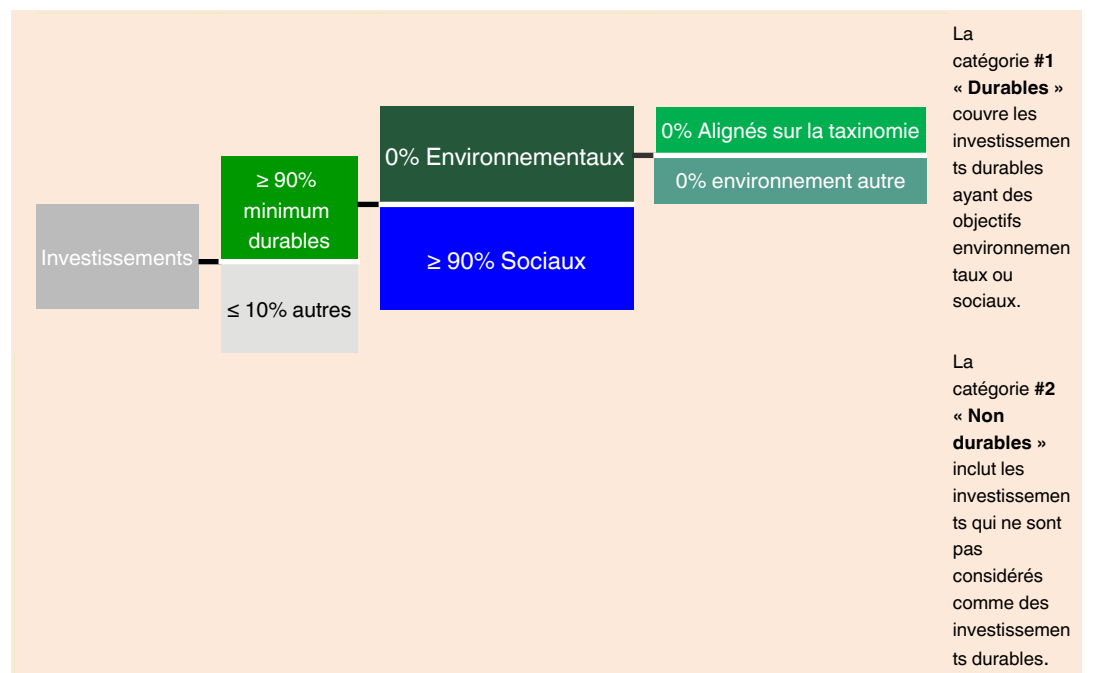 Investissements
≥ 90%
minimum
durables
≤ 10% autres
0% Environnementaux
≥ 90% Sociaux
0% Alignés sur la taxinomie
0% environnement autre
La
catégorie #1
« Durables »
couvre les
investissemen
ts durables
ayant des
objectifs
environnemen
taux ou
sociaux.
La
catégorie #2
« Non
durables »
inclut les
investissemen
ts qui ne sont
pas
considérés
comme des
investissemen
ts durables.